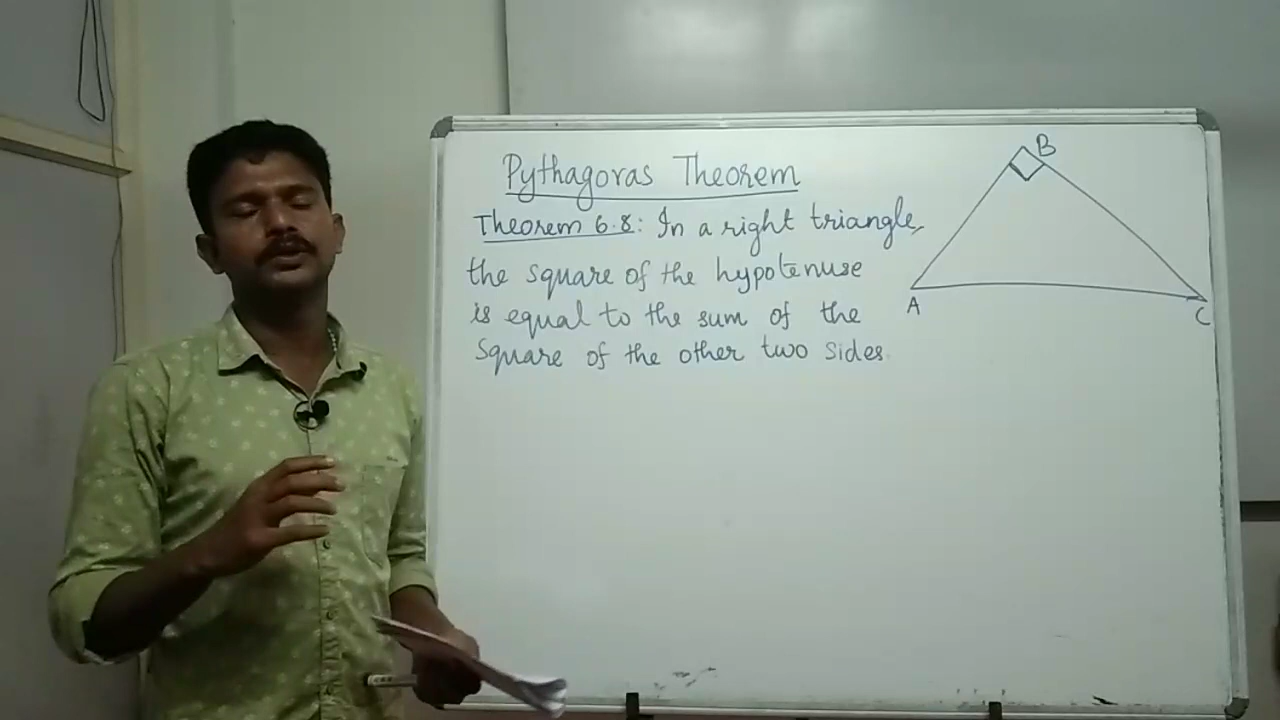 Pythagoras Theorem
Theorem 6.8: In a right triangle,
the square of the hypotenuse
is equal to the sum of the
square of the other two sides.
B
A
C